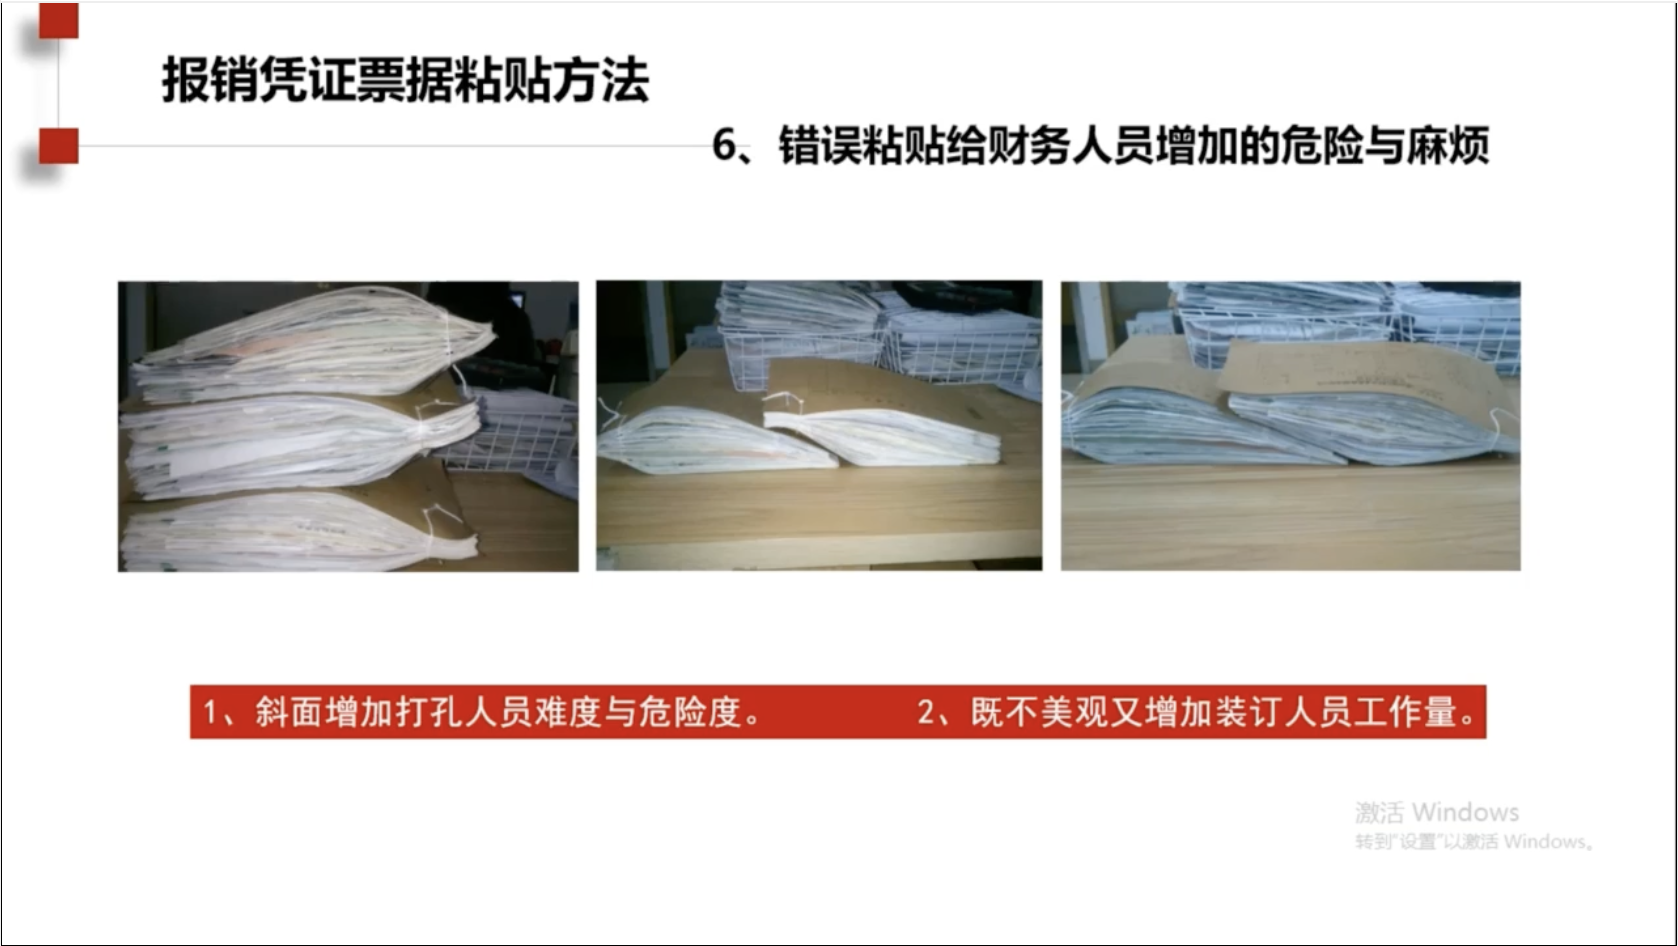 报销凭证票据粘贴方法
6、错误粘贴给财务人员增加的危险与麻烦
1、斜面增加打孔人员难度与危险度。 2、既不美观又增加装订人员工作量。
激活 Windows
转到“设置”以激活 Windows。